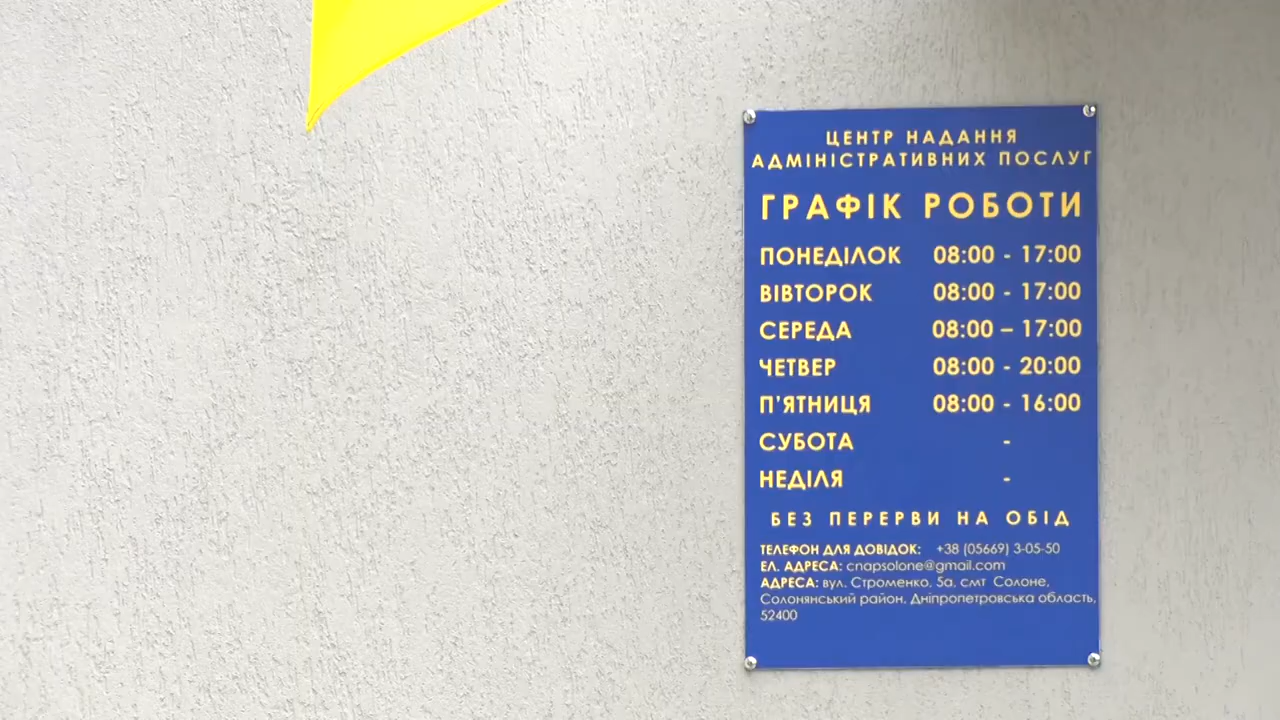 ЦЕНТР НАДАННЯ
АДМІНІСТРАТИВНИХ ПОСЛУГ
ГРАФІК РОБОТИ
ПОНЕДІЛОК 08:00 - 17:00
ВІВТОРОК 08:00 - 17:00
СЕРЕДА 08:00 – 17:00
ЧЕТВЕР 08:00 - 20:00
П'ЯТНИЦЯ 08:00 - 16:00
СУБОТА -
НЕДІЛЯ -
БЕЗ ПЕРЕРВИ НА ОБІД
ТЕЛЕФОН ДЛЯ ДОВІДОК: +38 (05669) 3-05-50
ЕЛ. АДРЕСА: cnapsolone@gmail.com
АДРЕСА: вул. Строменко, 5а, смт Солоне,
Солонянський район, Дніпропетровська область,
52400